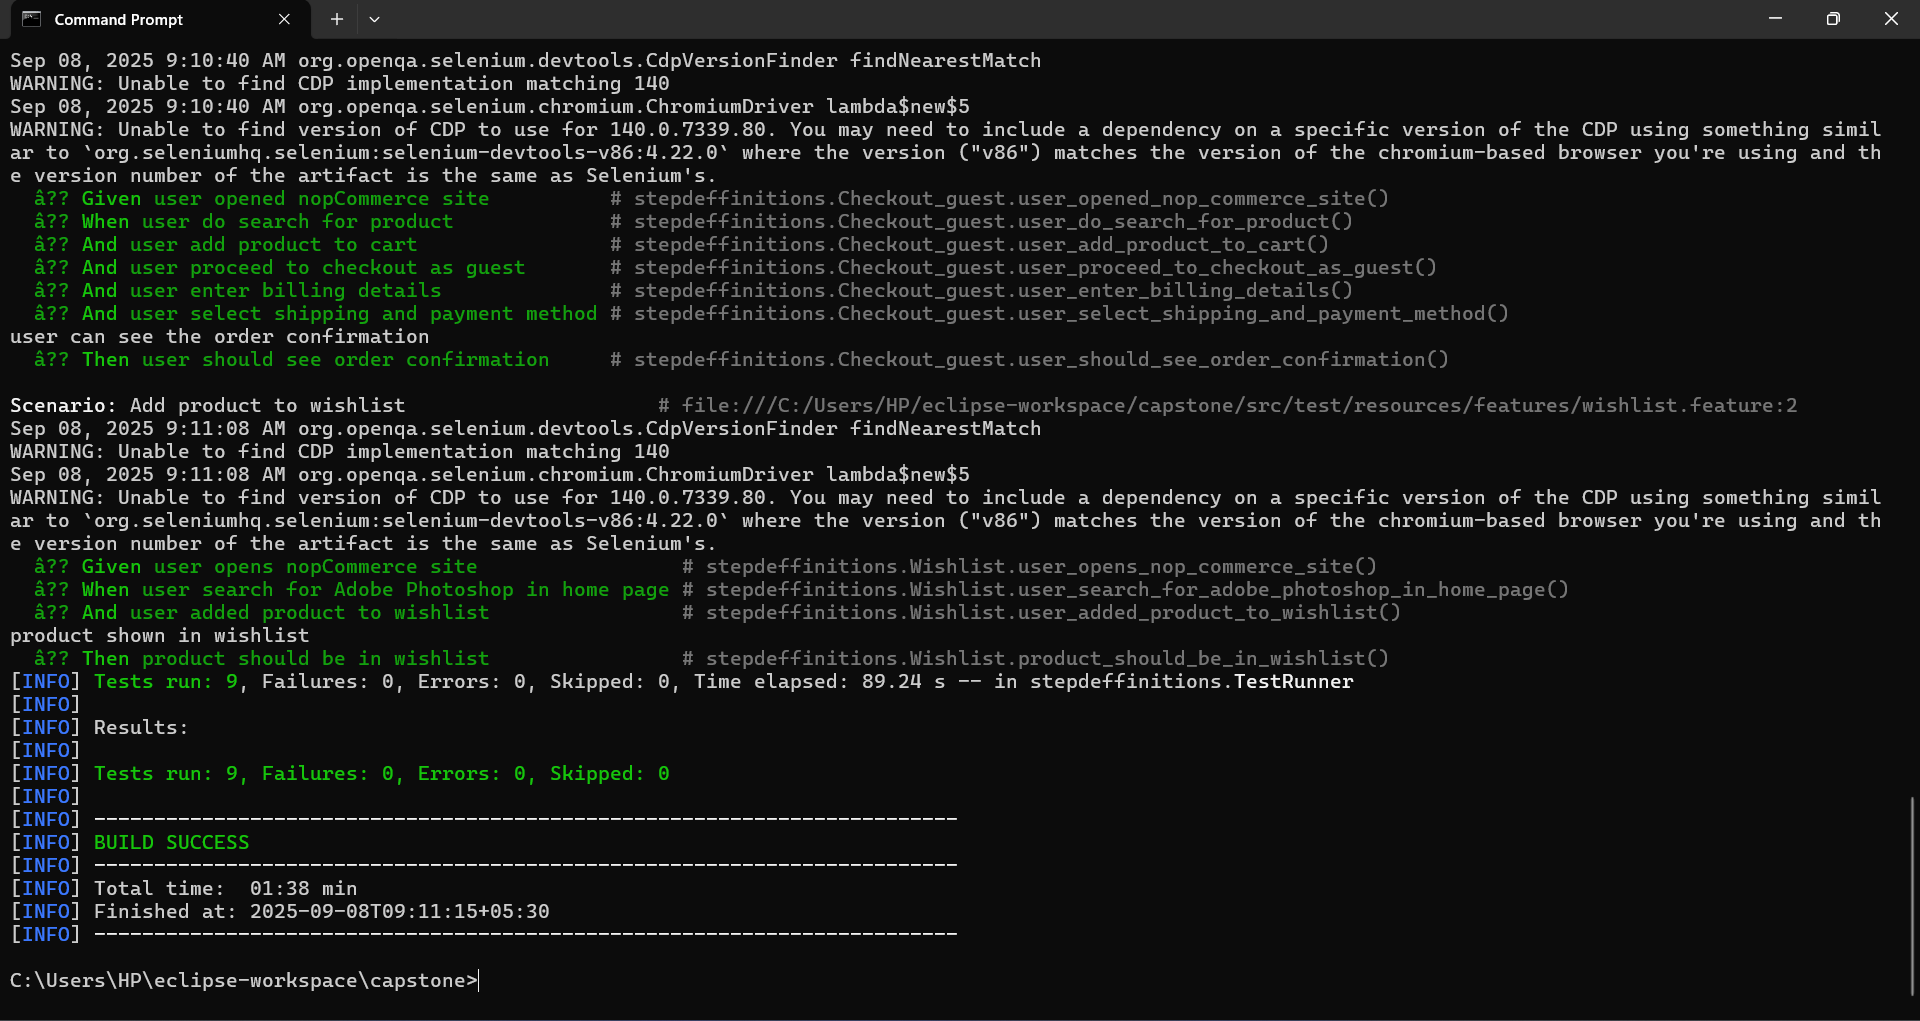 Command Prompt
Sep 08, 2025 9:10:40 AM org.openqa.selenium.devtools.CdpVersionFinder findNearestMatch
WARNING: Unable to find CDP implementation matching 140
Sep 08, 2025 9:10:40 AM org.openqa.selenium.chromium.ChromiumDriver lambda$new$5
WARNING: Unable to find version of CDP to use for 140.0.7339.80. You may need to include a dependency on a specific version of the CDP using something simil
ar to `org.seleniumhq.selenium:selenium-devtools-v86:4.22.0` where the version ("v86") matches the version of the chromium-based browser you're using and th
e version number of the artifact is the same as Selenium's.
  â?? Given user opened nopCommerce site          # stepdeffinitions.Checkout_guest.user_opened_nop_commerce_site()
  â?? When user do search for product             # stepdeffinitions.Checkout_guest.user_do_search_for_product()
  â?? And user add product to cart                # stepdeffinitions.Checkout_guest.user_add_product_to_cart()
  â?? And user proceed to checkout as guest       # stepdeffinitions.Checkout_guest.user_proceed_to_checkout_as_guest()
  â?? And user enter billing details              # stepdeffinitions.Checkout_guest.user_enter_billing_details()
  â?? And user select shipping and payment method # stepdeffinitions.Checkout_guest.user_select_shipping_and_payment_method()
user can see the order confirmation
  â?? Then user should see order confirmation     # stepdeffinitions.Checkout_guest.user_should_see_order_confirmation()
Scenario: Add product to wishlist                     # file:///C:/Users/HP/eclipse-workspace/capstone/src/test/resources/features/wishlist.feature:2
Sep 08, 2025 9:11:08 AM org.openqa.selenium.devtools.CdpVersionFinder findNearestMatch
WARNING: Unable to find CDP implementation matching 140
Sep 08, 2025 9:11:08 AM org.openqa.selenium.chromium.ChromiumDriver lambda$new$5
WARNING: Unable to find version of CDP to use for 140.0.7339.80. You may need to include a dependency on a specific version of the CDP using something simil
ar to `org.seleniumhq.selenium:selenium-devtools-v86:4.22.0` where the version ("v86") matches the version of the chromium-based browser you're using and th
e version number of the artifact is the same as Selenium's.
  â?? Given user opens nopCommerce site                 # stepdeffinitions.Wishlist.user_opens_nop_commerce_site()
  â?? When user search for Adobe Photoshop in home page # stepdeffinitions.Wishlist.user_search_for_adobe_photoshop_in_home_page()
  â?? And user added product to wishlist                # stepdeffinitions.Wishlist.user_added_product_to_wishlist()
product shown in wishlist
  â?? Then product should be in wishlist                # stepdeffinitions.Wishlist.product_should_be_in_wishlist()
[INFO] Tests run: 9, Failures: 0, Errors: 0, Skipped: 0, Time elapsed: 89.24 s -- in stepdeffinitions.TestRunner
[INFO]
[INFO] Results:
[INFO]
[INFO] Tests run: 9, Failures: 0, Errors: 0, Skipped: 0
[INFO]
[INFO] ------------------------------------------------------------------------
[INFO] BUILD SUCCESS
[INFO] ------------------------------------------------------------------------
[INFO] Total time:  01:38 min
[INFO] Finished at: 2025-09-08T09:11:15+05:30
[INFO] ------------------------------------------------------------------------
C:\Users\HP\eclipse-workspace\capstone>